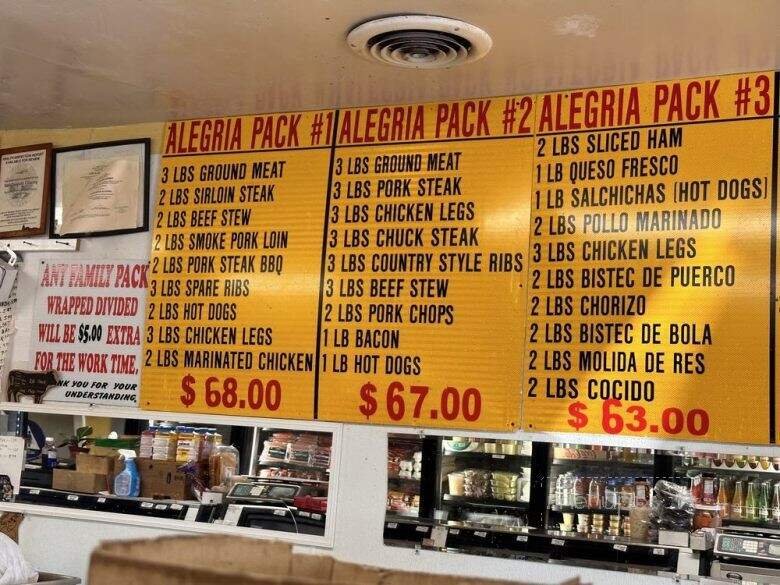 ALEGRIA PACK #1
3 LBS GROUND MEAT
2 LBS SIRLOIN STEAK
2 LBS BEEF STEW
2 LBS SMOKE PORK LOIN
2 LBS PORK STEAK BBQ
3 LBS SPARE RIBS
2 LBS HOT DOGS
3 LBS CHICKEN LEGS
2 LBS MARINATED CHICKEN
$ 68.00
ALEGRIA PACK #2
3 LBS GROUND MEAT
3 LBS PORK STEAK
3 LBS CHICKEN LEGS
3 LBS CHUCK STEAK
3 LBS COUNTRY STYLE RIBS
3 LBS BEEF STEW
2 LBS PORK CHOPS
1 LB BACON
1 LB HOT DOGS
$ 67.00
ALEGRIA PACK #3
2 LBS SLICED HAM
1 LB QUESO FRESCO
1 LB SALCHICHAS (HOT DOGS)
2 LBS POLLO MARINADO
3 LBS CHICKEN LEGS
2 LBS BISTEC DE PUERCO
2 LBS CHORIZO
2 LBS BISTEC DE BOLA
2 LBS MOLIDA DE RES
2 LBS COCIDO
$ 63.00
ANY FAMILY PACK
WRAPPED DIVIDED
WILL BE $5.00 EXTRA
FOR THE WORK TIME,
NK YOU FOR YOUR
UNDERSTANDING,